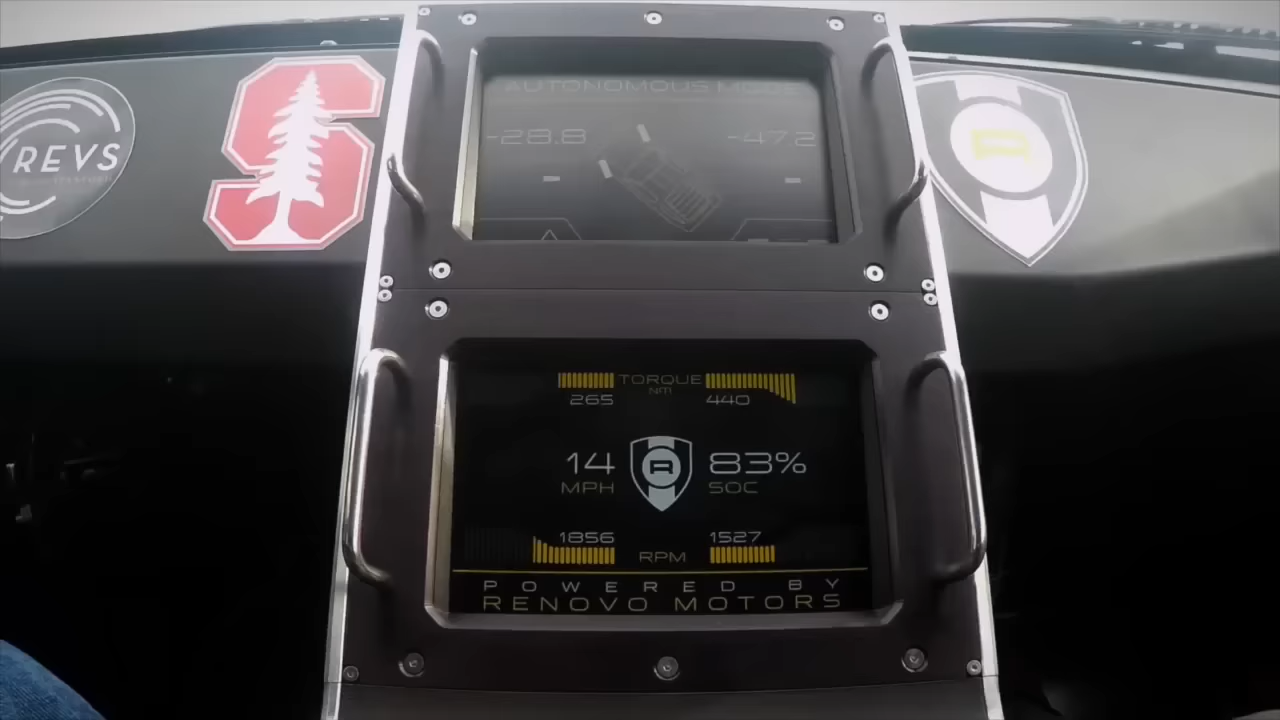 REVS
AUTONOMOUS MODE
-28.8
-47.2
TORQUE
Nm
265
440
14
83%
MPH
SOC
1856
1527
RPM
POWERED BY
RENOVO MOTORS